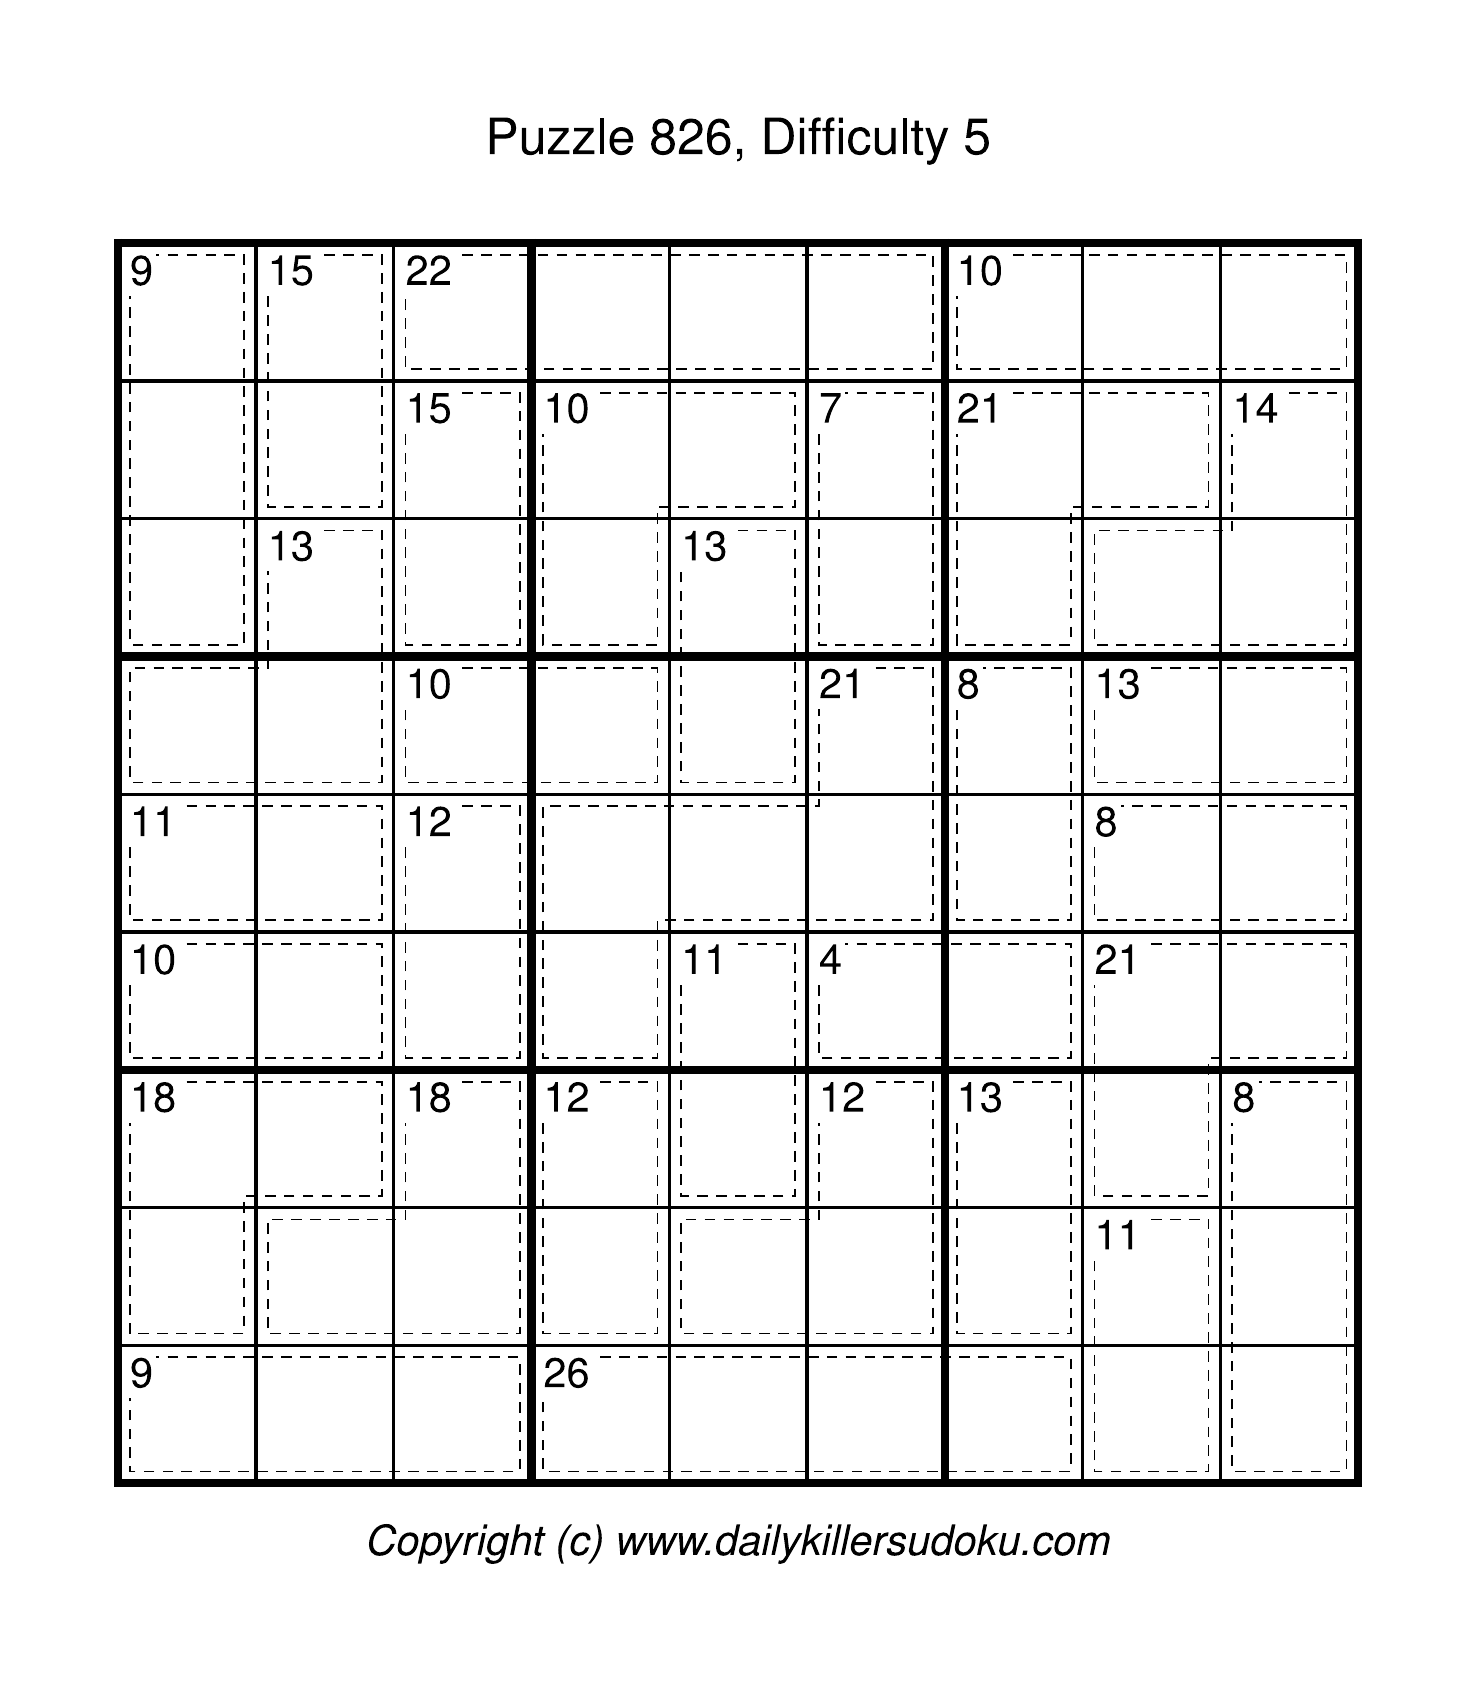 Puzzle 826, Difficulty 5
9 15 22 10
15 10 7 21 14
13 13
10 21 8 13
11 12 8
10 11 4 21
18 18 12 12 13 8
11
9 26
Copyright (c) www.dailykillersudoku.com